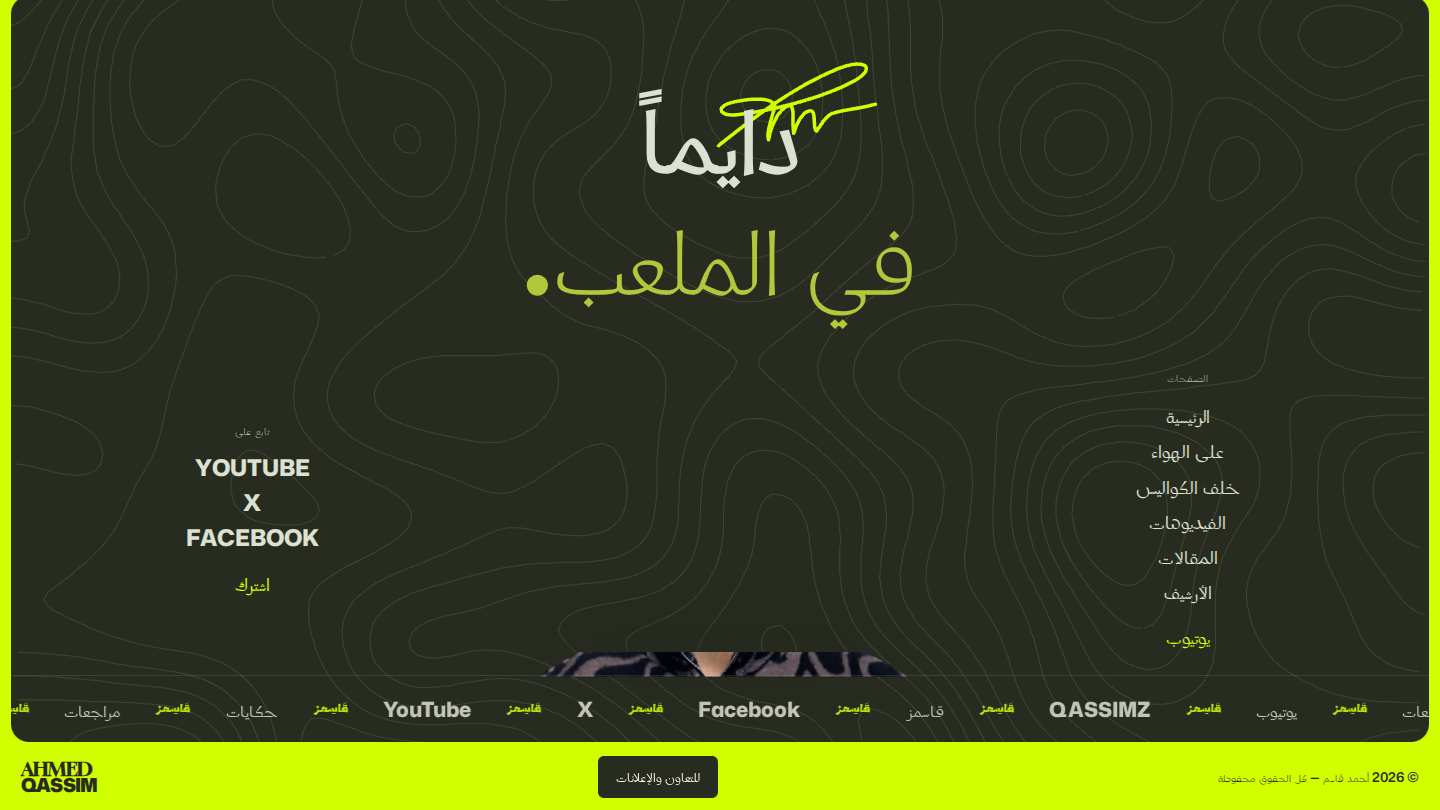 دايماً
في الملعب.
الصفحات
الرئيسية
على الهواء
خلف الكواليس
الفيديوهات
المقالات
الأرشيف
يوتيوب
تابع على
YOUTUBE
X
FACEBOOK
اشترك
مراجعات قاسمز حكايات قاسمز YouTube قاسمز X قاسمز Facebook قاسمز قاسمز قاسمز QASSIMZ قاسمز يوتيوب قاسمز
© 2026 أحمد قاسم — كل الحقوق محفوظة
للتعاون والإعلانات
AHMED
QASSIM